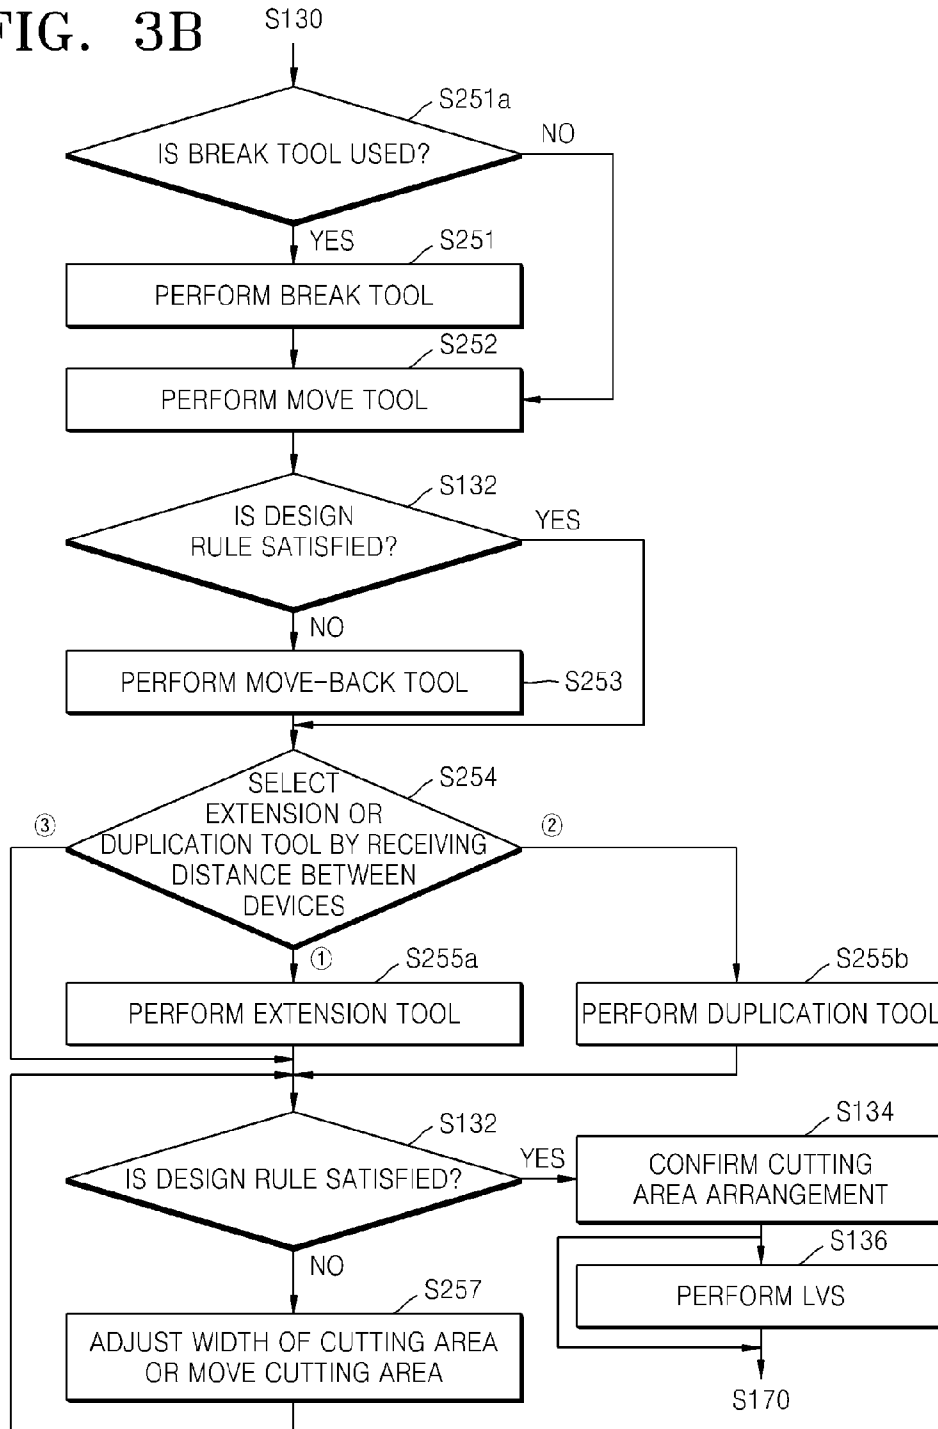 FIG. 3B
S130
S251a
IS BREAK TOOL USED?
NO
YES
S251
PERFORM BREAK TOOL
S252
PERFORM MOVE TOOL
S132
IS DESIGN
RULE SATISFIED?
YES
NO
PERFORM MOVE-BACK TOOL
S253
S254
SELECT
EXTENSION OR
DUPLICATION TOOL BY RECEIVING
DISTANCE BETWEEN
DEVICES
③
②
①
S255a
PERFORM EXTENSION TOOL
S255b
PERFORM DUPLICATION TOOL
S132
IS DESIGN RULE SATISFIED?
YES
S134
CONFIRM CUTTING
AREA ARRANGEMENT
NO
S136
PERFORM LVS
S257
ADJUST WIDTH OF CUTTING AREA
OR MOVE CUTTING AREA
S170